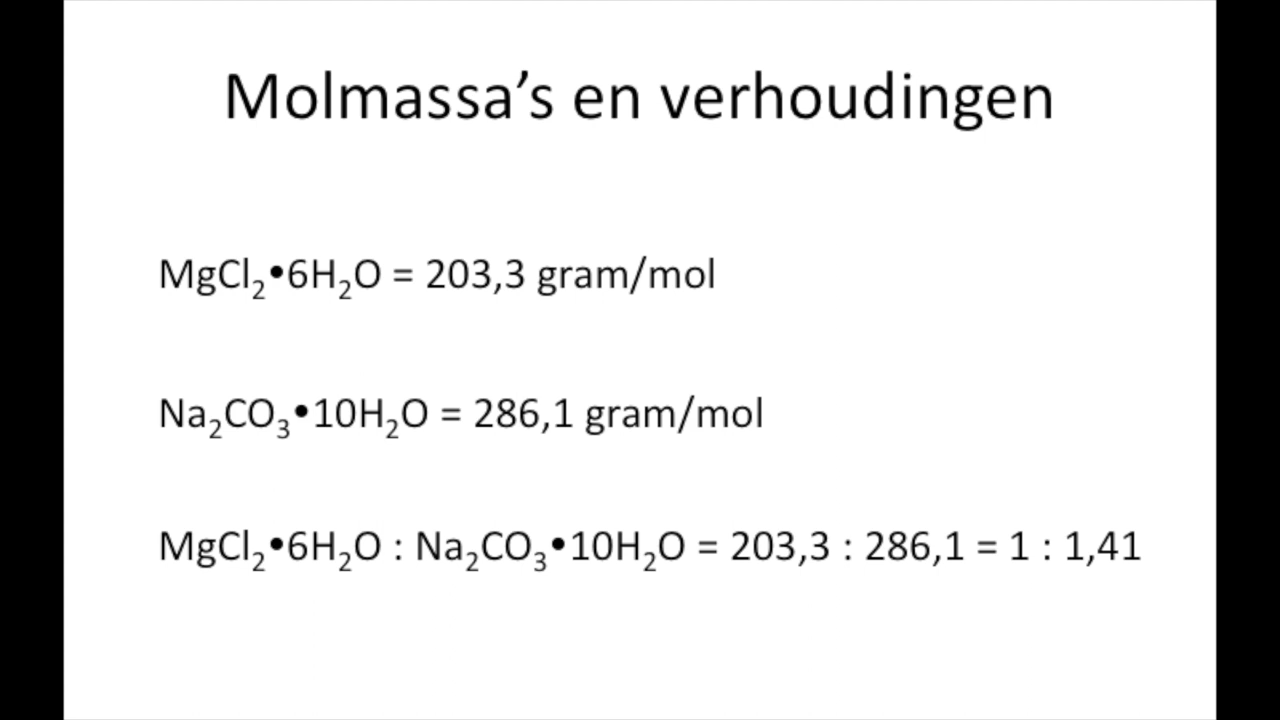 Molmassa’s en verhoudingen
MgCl₂•6H₂O = 203,3 gram/mol
Na₂CO₃•10H₂O = 286,1 gram/mol
MgCl₂•6H₂O : Na₂CO₃•10H₂O = 203,3 : 286,1 = 1 : 1,41